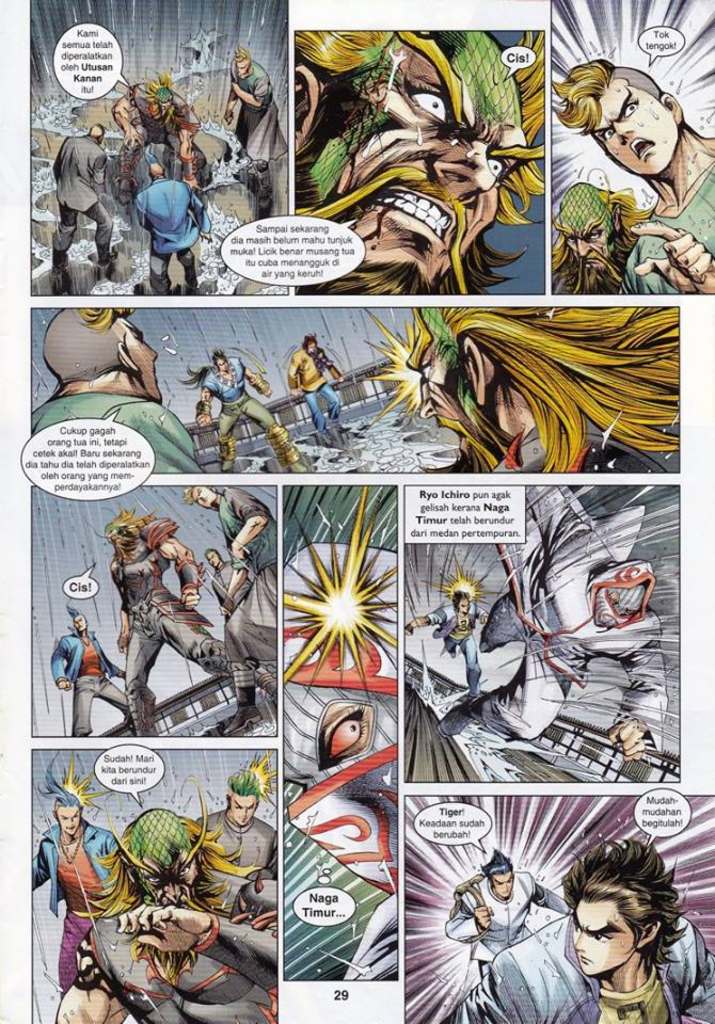 Kami
semua telah
diperalatkan
oleh Utusan
Kanan
itu!
Sampai sekarang
dia masih belum mahu tunjuk
muka! Licik benar musang tua
itu cuba menangguk di
air yang keruh!
Cis!
Tok
tengok!
Cukup gagah
orang tua ini, tetapi
cetek akal! Baru sekarang
dia tahu dia telah diperalatkan
oleh orang yang mem-
perdayakannya!
Cis!
Sudah! Mari
kita berundur
dari sini!
Naga
Timur...
Ryo Ichiro pun agak
gelisah kerana Naga
Timur telah berundur
dari medan pertempuran.
Tiger!
Keadaan sudah
berubah!
Mudah-
mudahan
begitulah!
29